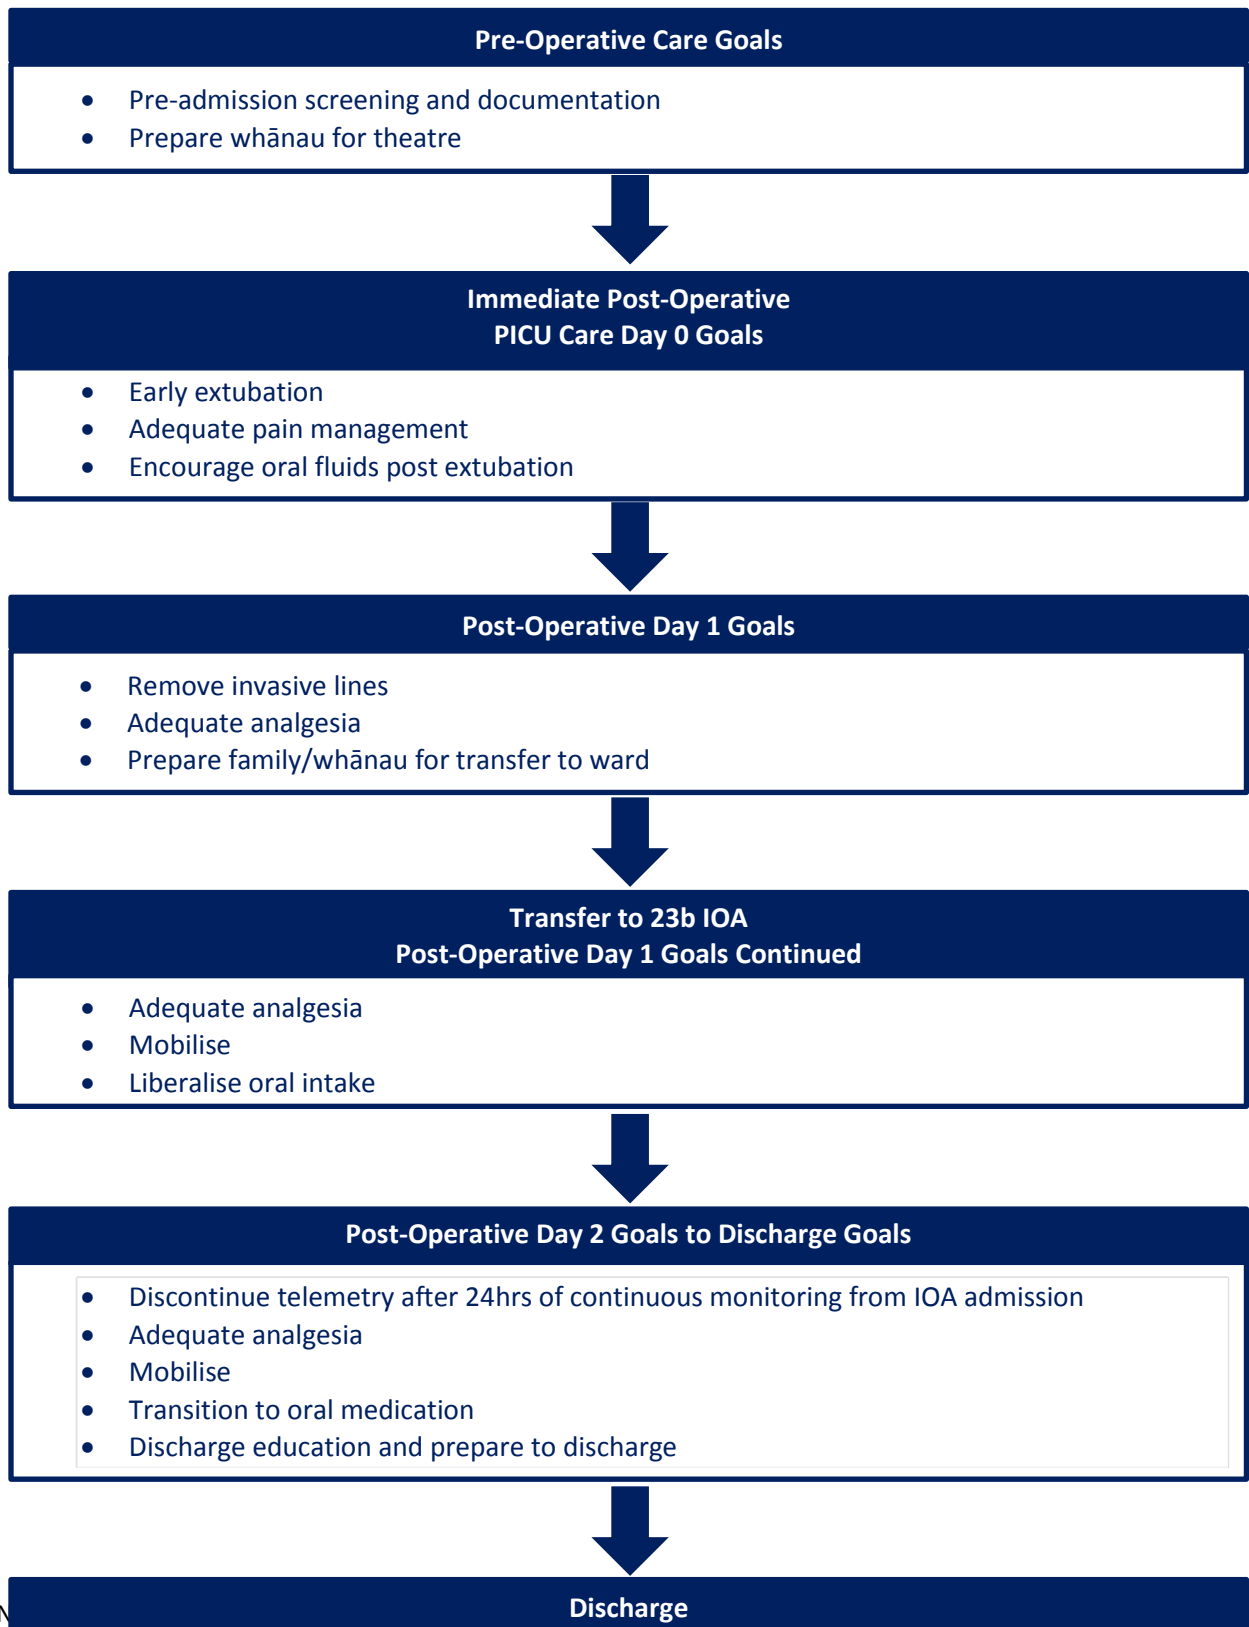 Pre-Operative Care Goals
• Pre-admission screening and documentation
• Prepare whānau for theatre
Immediate Post-Operative
PICU Care Day 0 Goals
• Early extubation
• Adequate pain management
• Encourage oral fluids post extubation
Post-Operative Day 1 Goals
• Remove invasive lines
• Adequate analgesia
• Prepare family/whānau for transfer to ward
Transfer to 23b IOA
Post-Operative Day 1 Goals Continued
• Adequate analgesia
• Mobilise
• Liberalise oral intake
Post-Operative Day 2 Goals to Discharge Goals
• Discontinue telemetry after 24hrs of continuous monitoring from IOA admission
• Adequate analgesia
• Mobilise
• Transition to oral medication
• Discharge education and prepare to discharge
Discharge